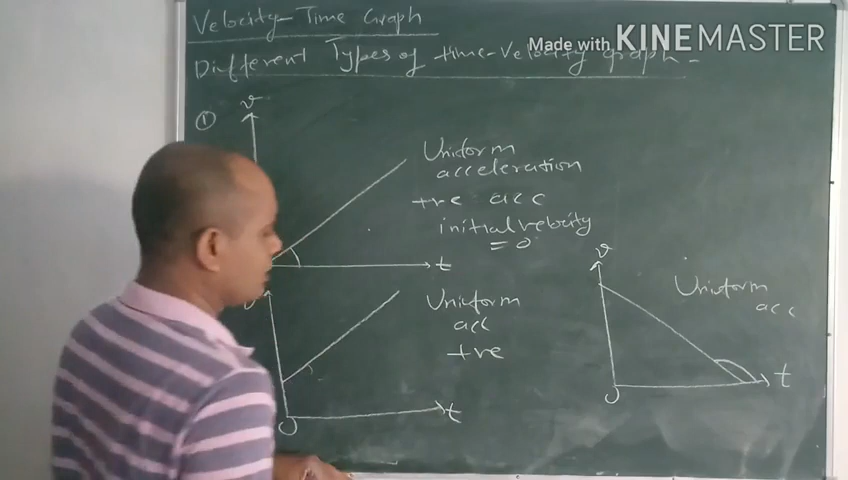 Velocity-Time Graph
Made with KINEMASTER
Different Types of time-Velocity graph -
①
v
Uniform
acceleration
+ve acc
initial velocity
= 0
t
v
Uniform
acc
Uniform
acc
+ve
t
O
t
O